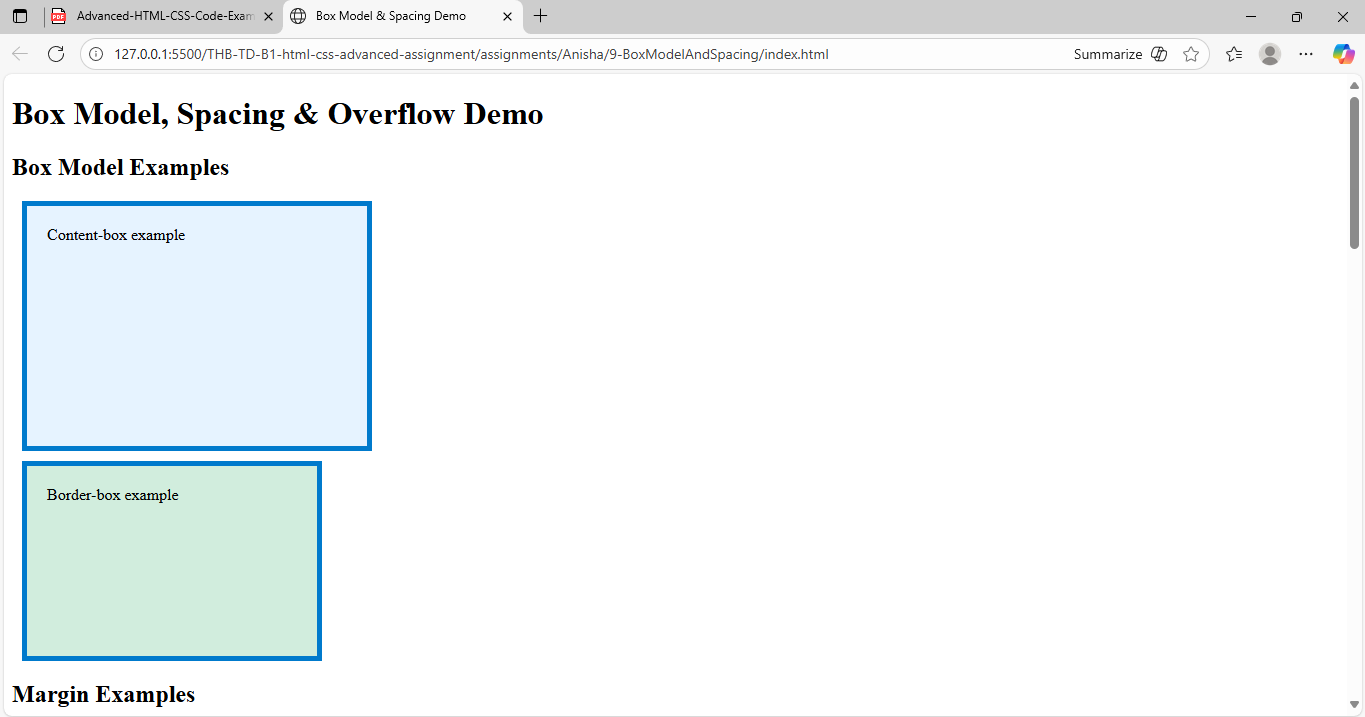 Advanced-HTML-CSS-Code-Exam
Box Model & Spacing Demo
127.0.0.1:5500/THB-TD-B1-html-css-advanced-assignment/assignments/Anisha/9-BoxModelAndSpacing/index.html
Summarize
PDF
Box Model, Spacing & Overflow Demo
Box Model Examples
Content-box example
Border-box example
Margin Examples